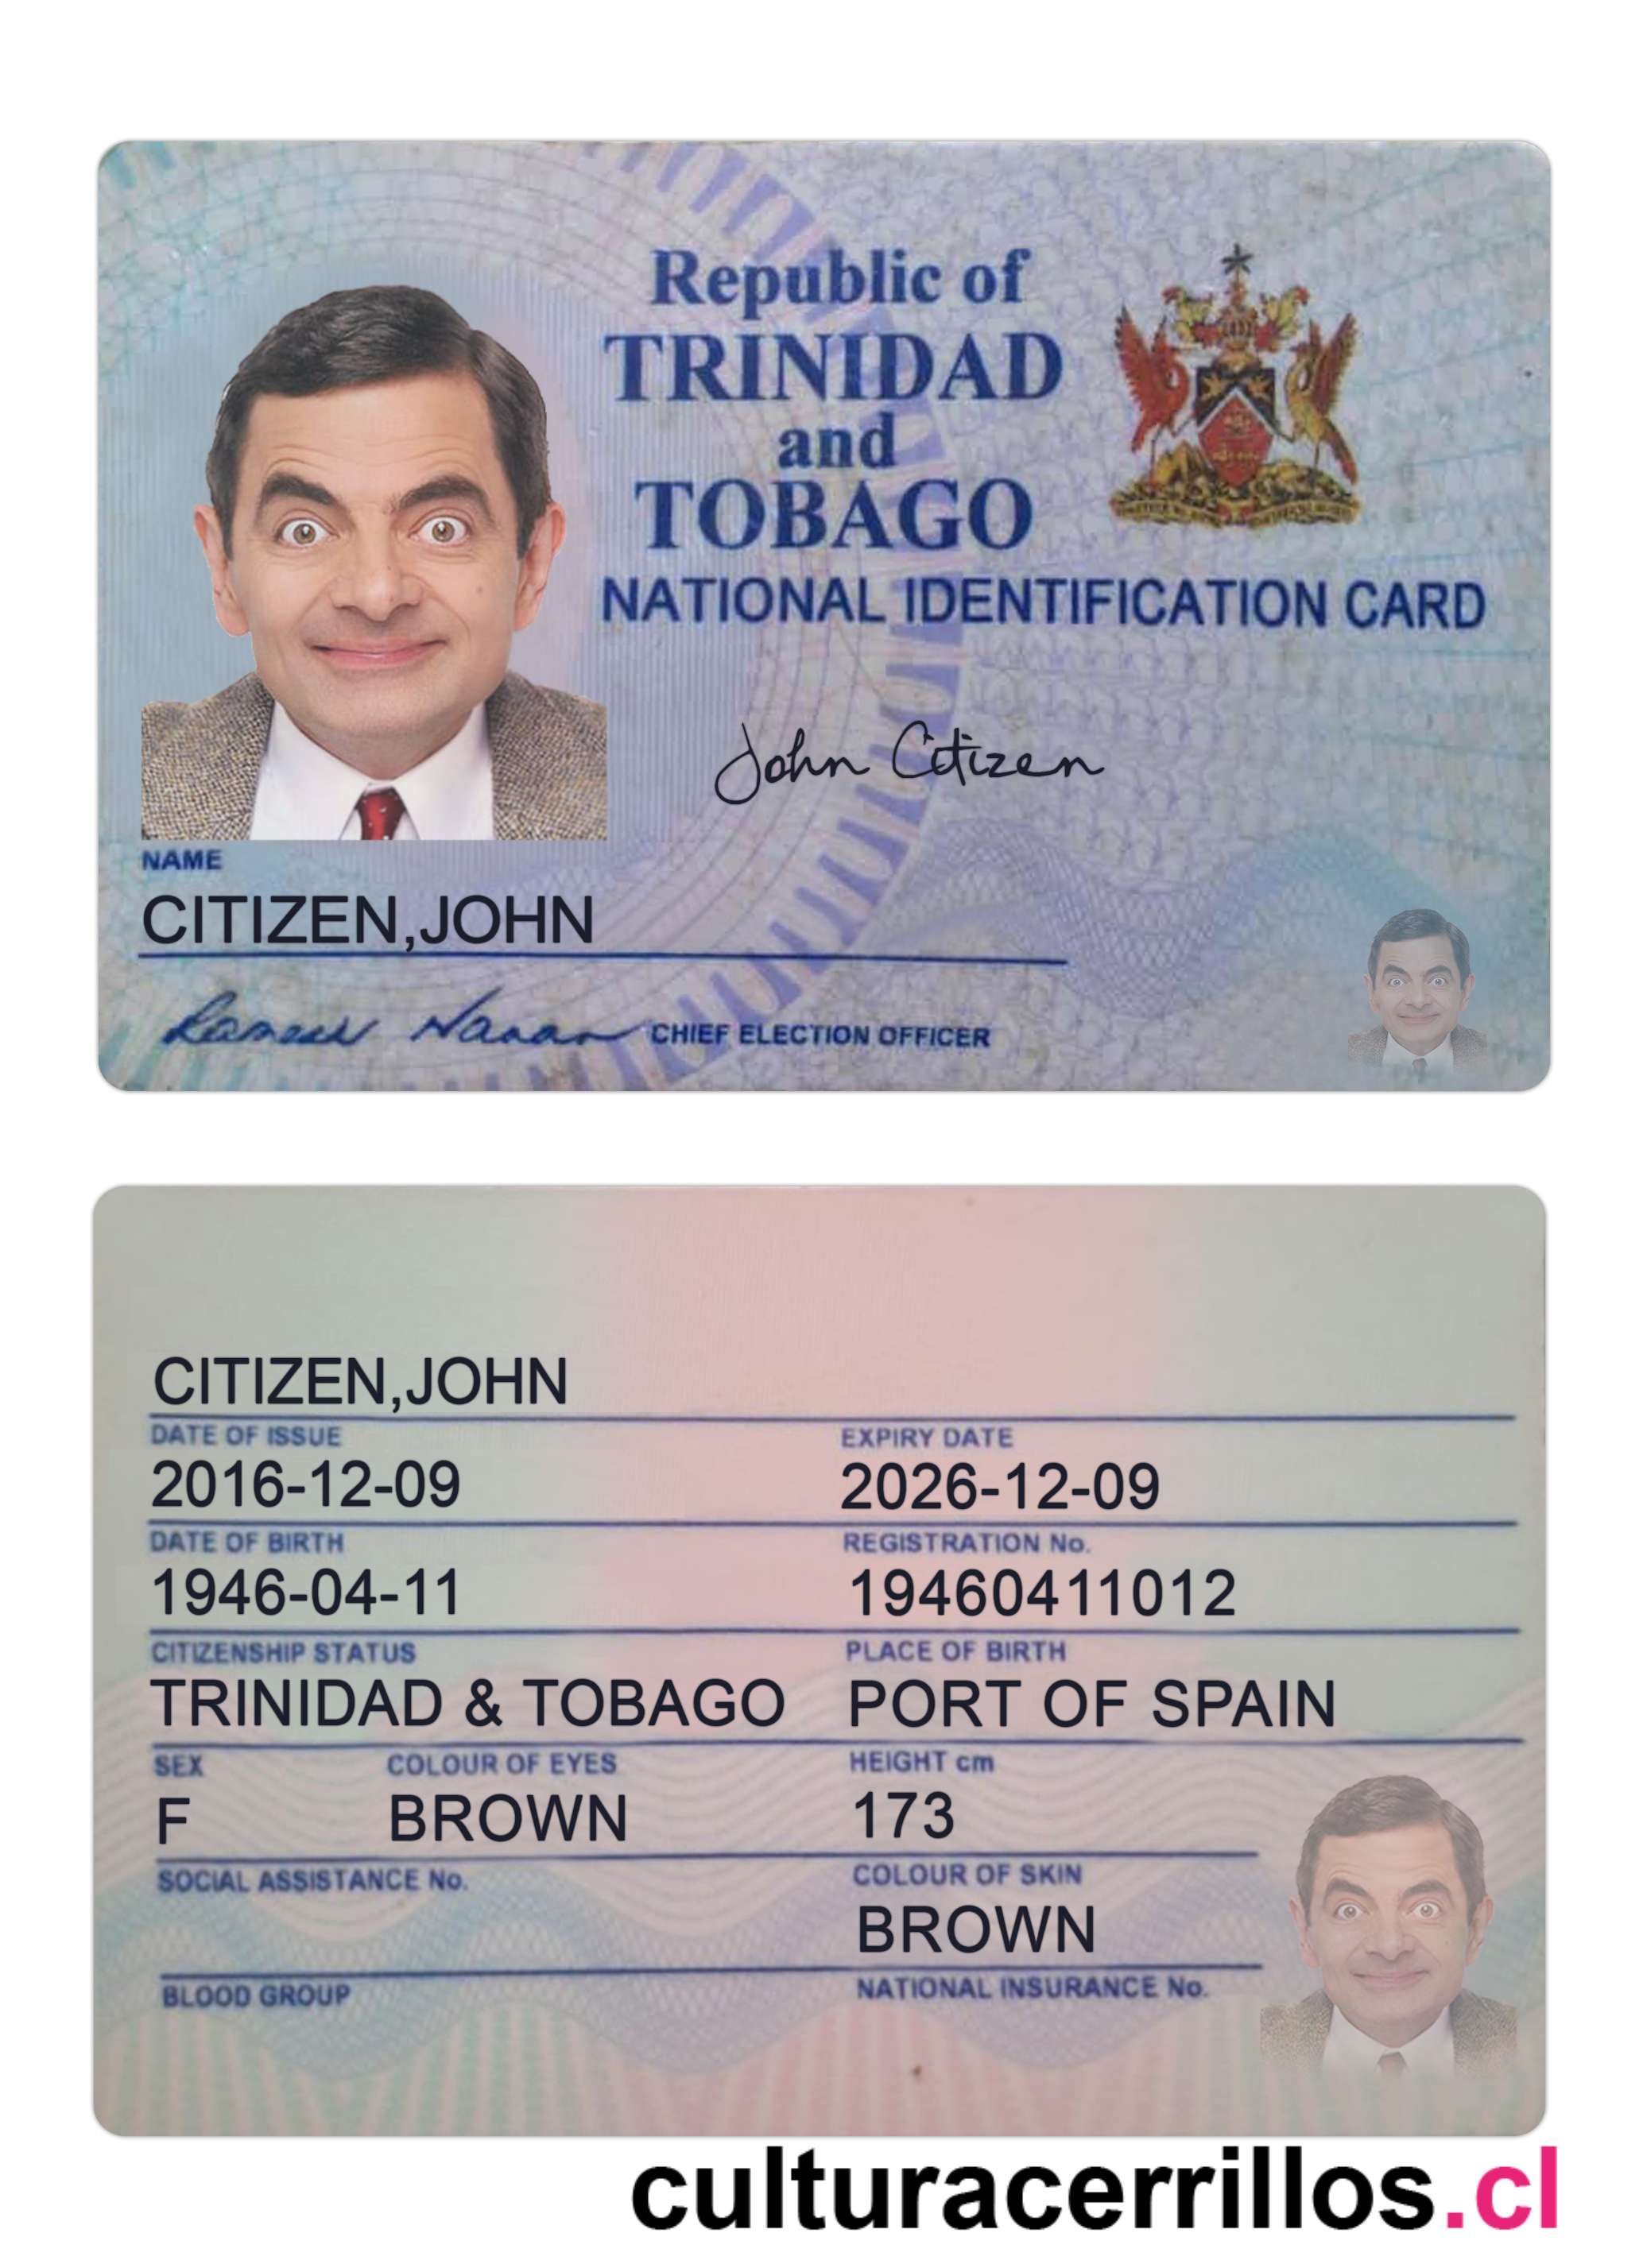 Republic of
TRINIDAD
and
TOBAGO
NATIONAL IDENTIFICATION CARD
John Citizen
NAME
CITIZEN,JOHN
CHIEF ELECTION OFFICER
CITIZEN,JOHN
DATE OF ISSUE EXPIRY DATE
2016-12-09 2026-12-09
DATE OF BIRTH REGISTRATION No.
1946-04-11 19460411012
CITIZENSHIP STATUS PLACE OF BIRTH
TRINIDAD & TOBAGO PORT OF SPAIN
SEX COLOUR OF EYES HEIGHT cm
F BROWN 173
SOCIAL ASSISTANCE No. COLOUR OF SKIN
BROWN
BLOOD GROUP NATIONAL INSURANCE No.
culturacerrillos.cl